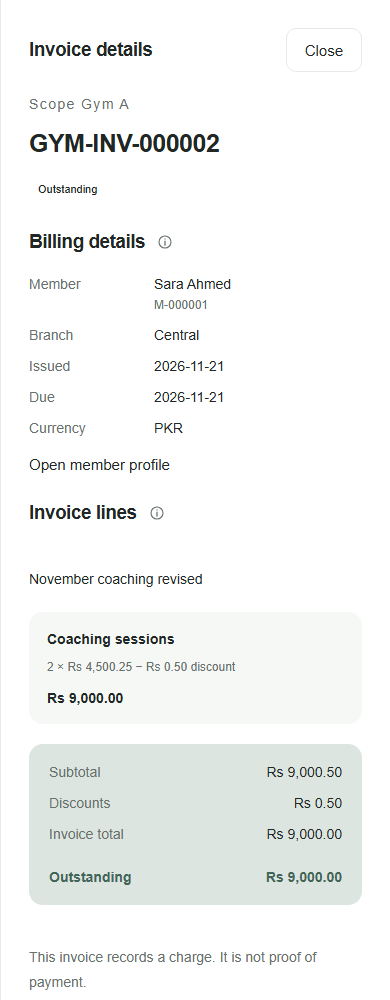 Invoice details
Close
Scope Gym A
GYM-INV-000002
Outstanding
Billing details
Member Sara Ahmed
M-000001
Branch Central
Issued 2026-11-21
Due 2026-11-21
Currency PKR
Open member profile
Invoice lines
November coaching revised
Coaching sessions
2 × Rs 4,500.25 − Rs 0.50 discount
Rs 9,000.00
Subtotal Rs 9,000.50
Discounts Rs 0.50
Invoice total Rs 9,000.00
Outstanding Rs 9,000.00
This invoice records a charge. It is not proof of
payment.